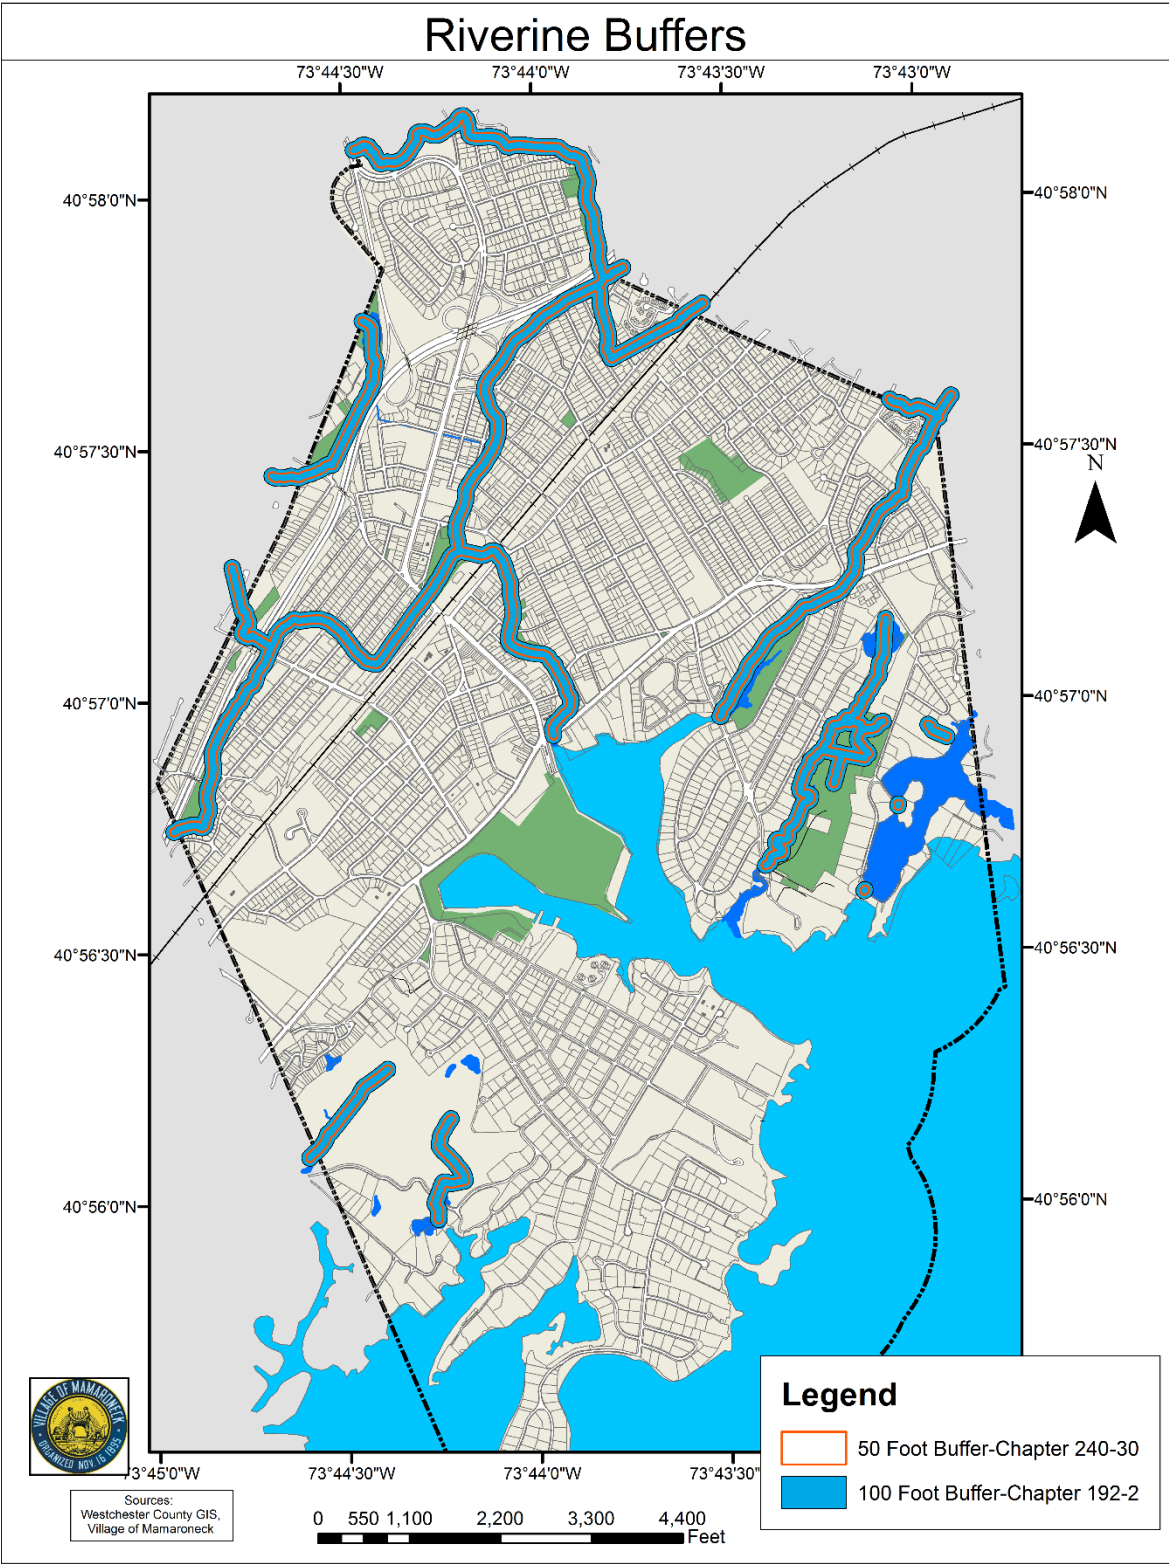 Riverine Buffers
73°44'30"W
73°44'0"W
73°43'30"W
73°43'0"W
40°58'0"N
40°58'0"N
40°57'30"N
40°57'30"N
N
40°57'0"N
40°57'0"N
40°56'30"N
40°56'30"N
40°56'0"N
40°56'0"N
Legend
50 Foot Buffer-Chapter 240-30
100 Foot Buffer-Chapter 192-2
VILLAGE OF MAMARONECK
ORGANIZED NOV. 16 1895
73°45'0"W
73°44'30"W
73°44'0"W
73°43'30"
Sources:
Westchester County GIS,
Village of Mamaroneck
0 550 1,100 2,200 3,300 4,400
Feet